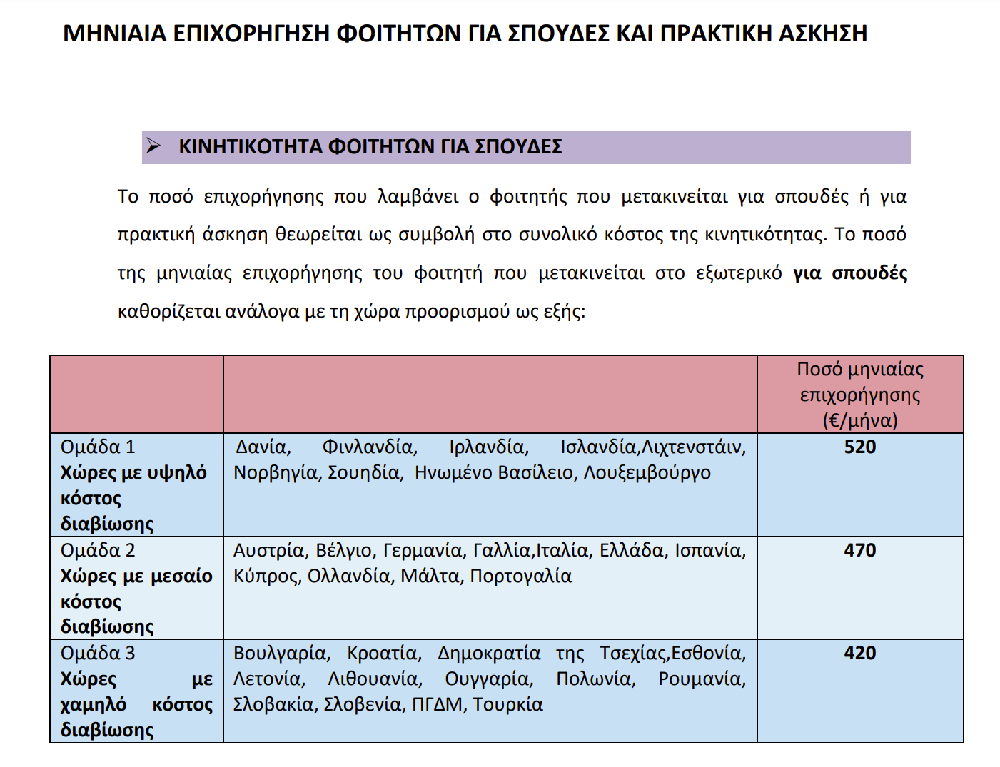 ΜΗΝΙΑΙΑ ΕΠΙΧΟΡΗΓΗΣΗ ΦΟΙΤΗΤΩΝ ΓΙΑ ΣΠΟΥΔΕΣ ΚΑΙ ΠΡΑΚΤΙΚΗ ΑΣΚΗΣΗ
➢ ΚΙΝΗΤΙΚΟΤΗΤΑ ΦΟΙΤΗΤΩΝ ΓΙΑ ΣΠΟΥΔΕΣ
Το ποσό επιχορήγησης που λαμβάνει ο φοιτητής που μετακινείται για σπουδές ή για
πρακτική άσκηση θεωρείται ως συμβολή στο συνολικό κόστος της κινητικότητας. Το ποσό
της μηνιαίας επιχορήγησης του φοιτητή που μετακινείται στο εξωτερικό για σπουδές
καθορίζεται ανάλογα με τη χώρα προορισμού ως εξής:
Ποσό μηνιαίας
επιχορήγησης
(€/μήνα)
Ομάδα 1
Χώρες με υψηλό
κόστος
διαβίωσης
Δανία, Φινλανδία, Ιρλανδία, Ισλανδία,Λιχτενστάιν,
Νορβηγία, Σουηδία, Ηνωμένο Βασίλειο, Λουξεμβούργο
520
Ομάδα 2
Χώρες με μεσαίο
κόστος
διαβίωσης
Αυστρία, Βέλγιο, Γερμανία, Γαλλία,Ιταλία, Ελλάδα, Ισπανία,
Κύπρος, Ολλανδία, Μάλτα, Πορτογαλία
470
Ομάδα 3
Χώρες με
χαμηλό κόστος
διαβίωσης
Βουλγαρία, Κροατία, Δημοκρατία της Τσεχίας,Εσθονία,
Λετονία, Λιθουανία, Ουγγαρία, Πολωνία, Ρουμανία,
Σλοβακία, Σλοβενία, ΠΓΔΜ, Τουρκία
420